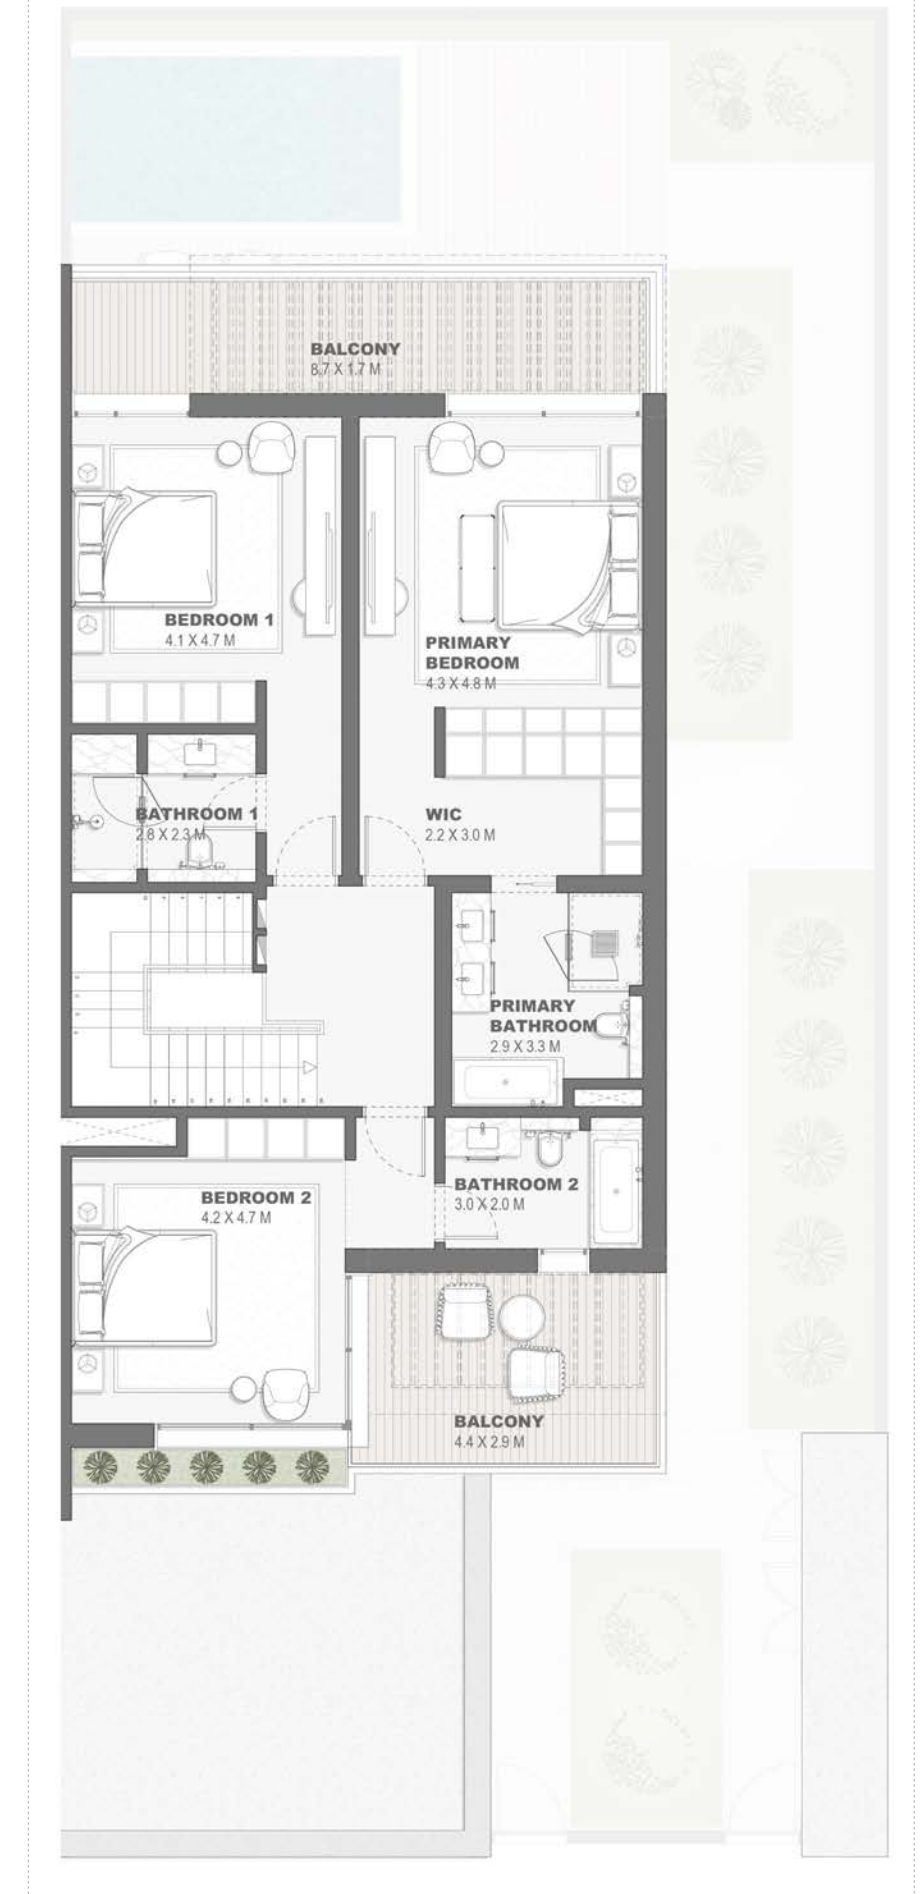 BALCONY
8.7 X 1.7 M
BEDROOM 1
4.1 X 4.7 M
PRIMARY
BEDROOM
4.3 X 4.8 M
BATHROOM 1
2.8 X 2.3 M
WIC
2.2 X 3.0 M
PRIMARY
BATHROOM
2.9 X 3.3 M
BEDROOM 2
4.2 X 4.7 M
BATHROOM 2
3.0 X 2.0 M
BALCONY
4.4 X 2.9 M